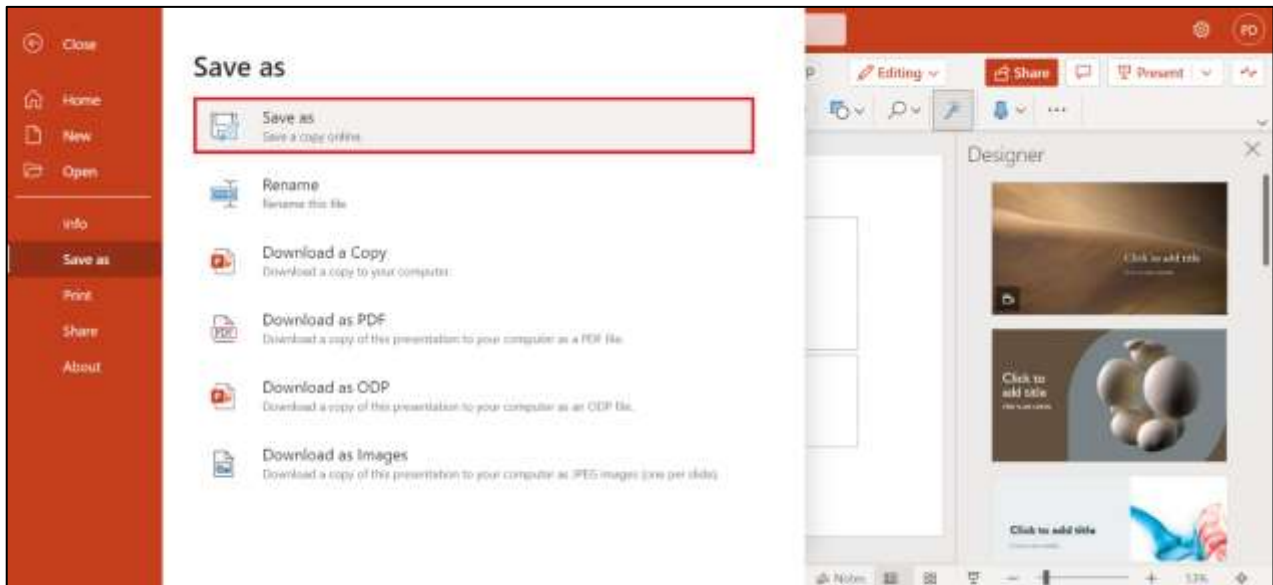 Close
Home
New
Open
Info
Save as
Print
Share
About
Save as
Save as
Save a copy online.
Rename
Rename this file
Download a Copy
Download a copy to your computer.
Download as PDF
Download a copy of this presentation to your computer as a PDF file.
Download as ODP
Download a copy of this presentation to your computer as an ODP file.
Download as Images
Download a copy of this presentation to your computer as JPEG images (one per slide).
PD
Editing
Share
Present
Designer
Click to add title
Click to
add title
Click to add title
Notes
53%